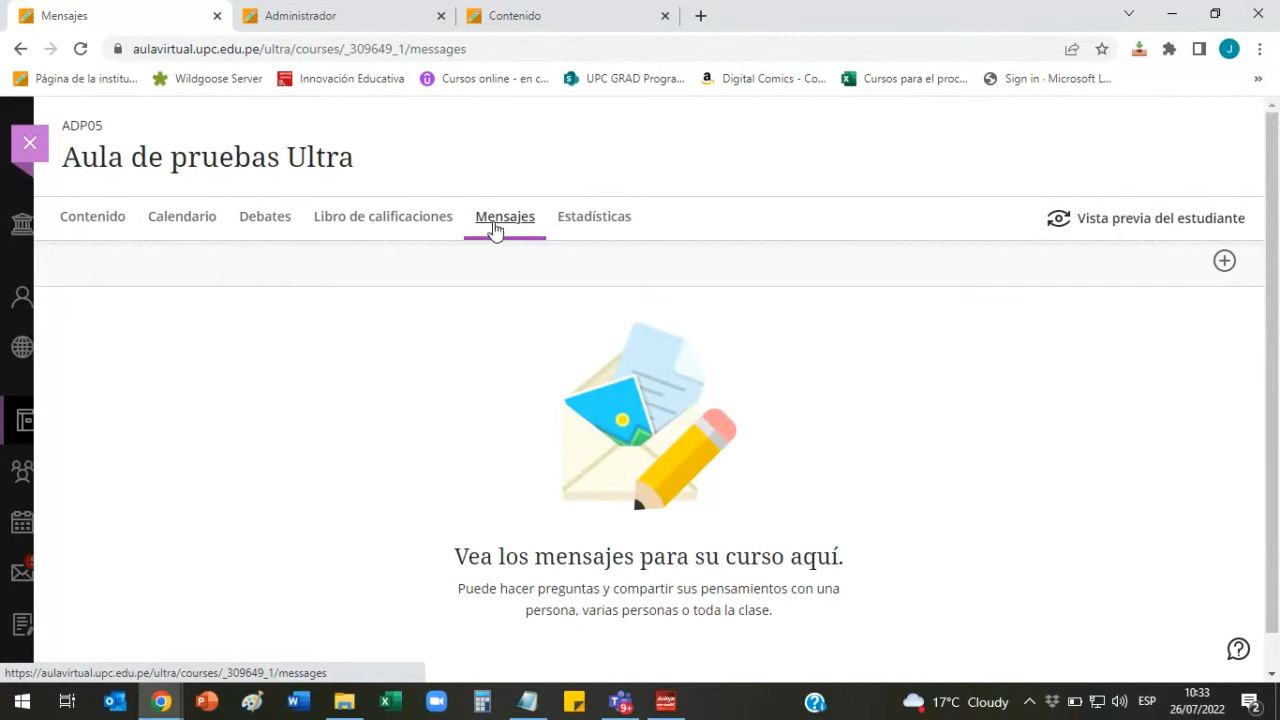 Mensajes
Administrador
Contenido
aulavirtual.upc.edu.pe/ultra/courses/_309649_1/messages
Página de la institu...
Wildgoose Server
Innovación Educativa
Cursos online - en c...
UPC GRAD Progra...
Digital Comics - Co...
Cursos para el proc...
Sign in · Microsoft L...
»
J
ADP05
Aula de pruebas Ultra
Contenido
Calendario
Debates
Libro de calificaciones
Mensajes
Estadísticas
Vista previa del estudiante
Vea los mensajes para su curso aquí.
Puede hacer preguntas y compartir sus pensamientos con una
persona, varias personas o toda la clase.
https://aulavirtual.upc.edu.pe/ultra/courses/_309649_1/messages
9+
17°C Cloudy
ESP
10:33
26/07/2022
2